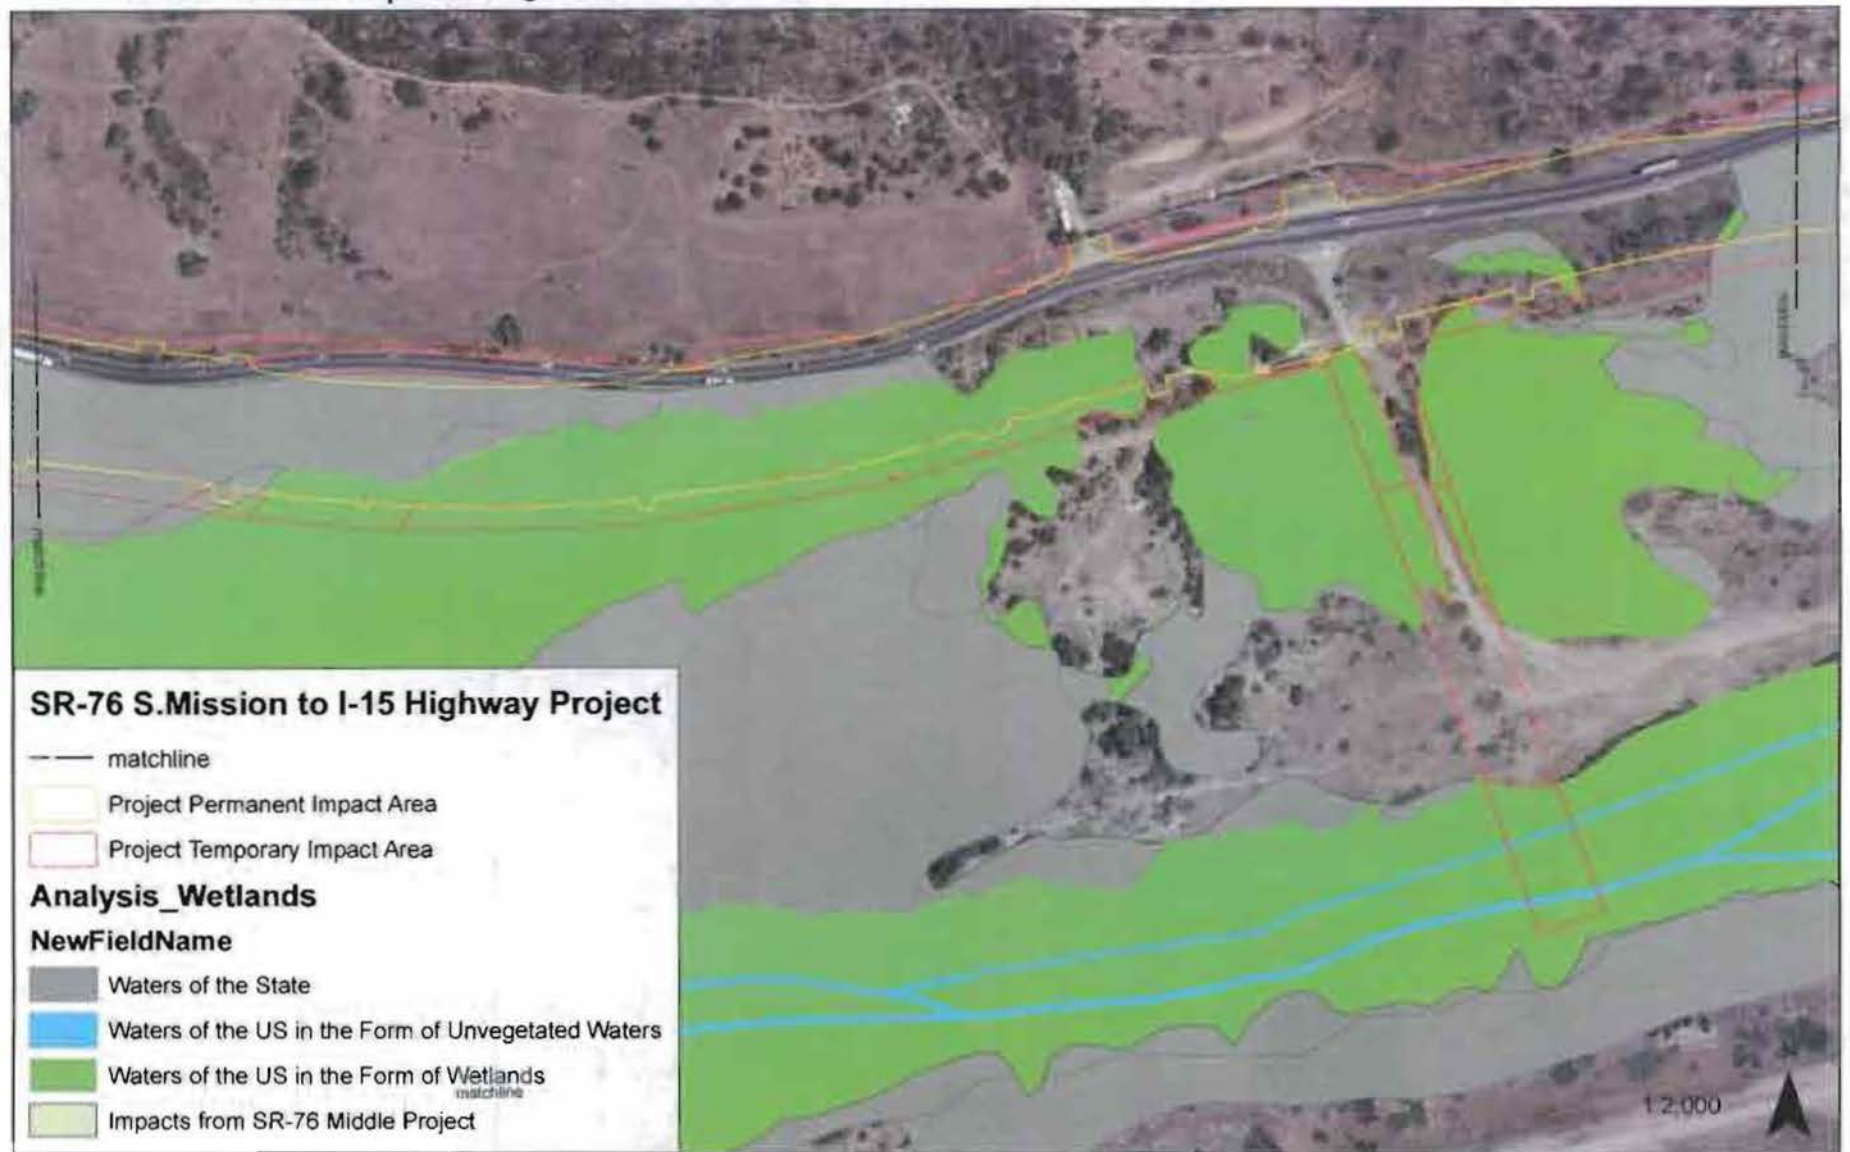 matchline
SR-76 S.Mission to I-15 Highway Project
matchline
Project Permanent Impact Area
Project Temporary Impact Area
Analysis_Wetlands
NewFieldName
Waters of the State
Waters of the US in the Form of Unvegetated Waters
Waters of the US in the Form of Wetlands
matchline
Impacts from SR-76 Middle Project
1:2,000